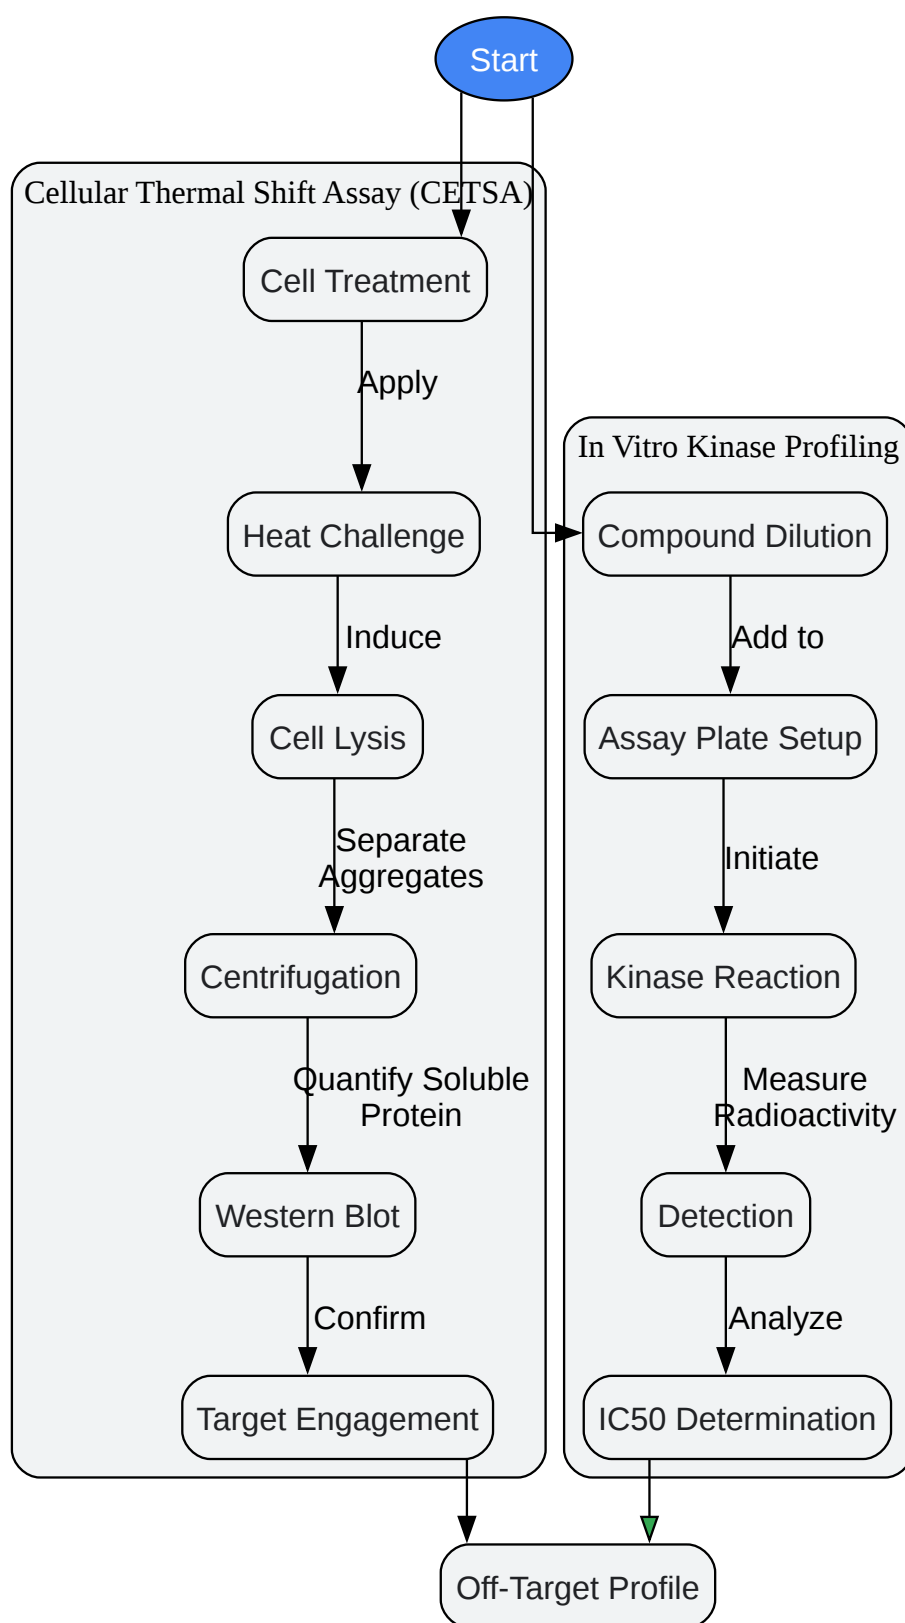 Start
Cellular Thermal Shift Assay (CETSA)
Cell Treatment
Apply
Heat Challenge
Induce
Cell Lysis
Separate
Aggregates
Centrifugation
Quantify Soluble
Protein
Western Blot
Confirm
Target Engagement
In Vitro Kinase Profiling
Compound Dilution
Add to
Assay Plate Setup
Initiate
Kinase Reaction
Measure
Radioactivity
Detection
Analyze
IC50 Determination
Off-Target Profile